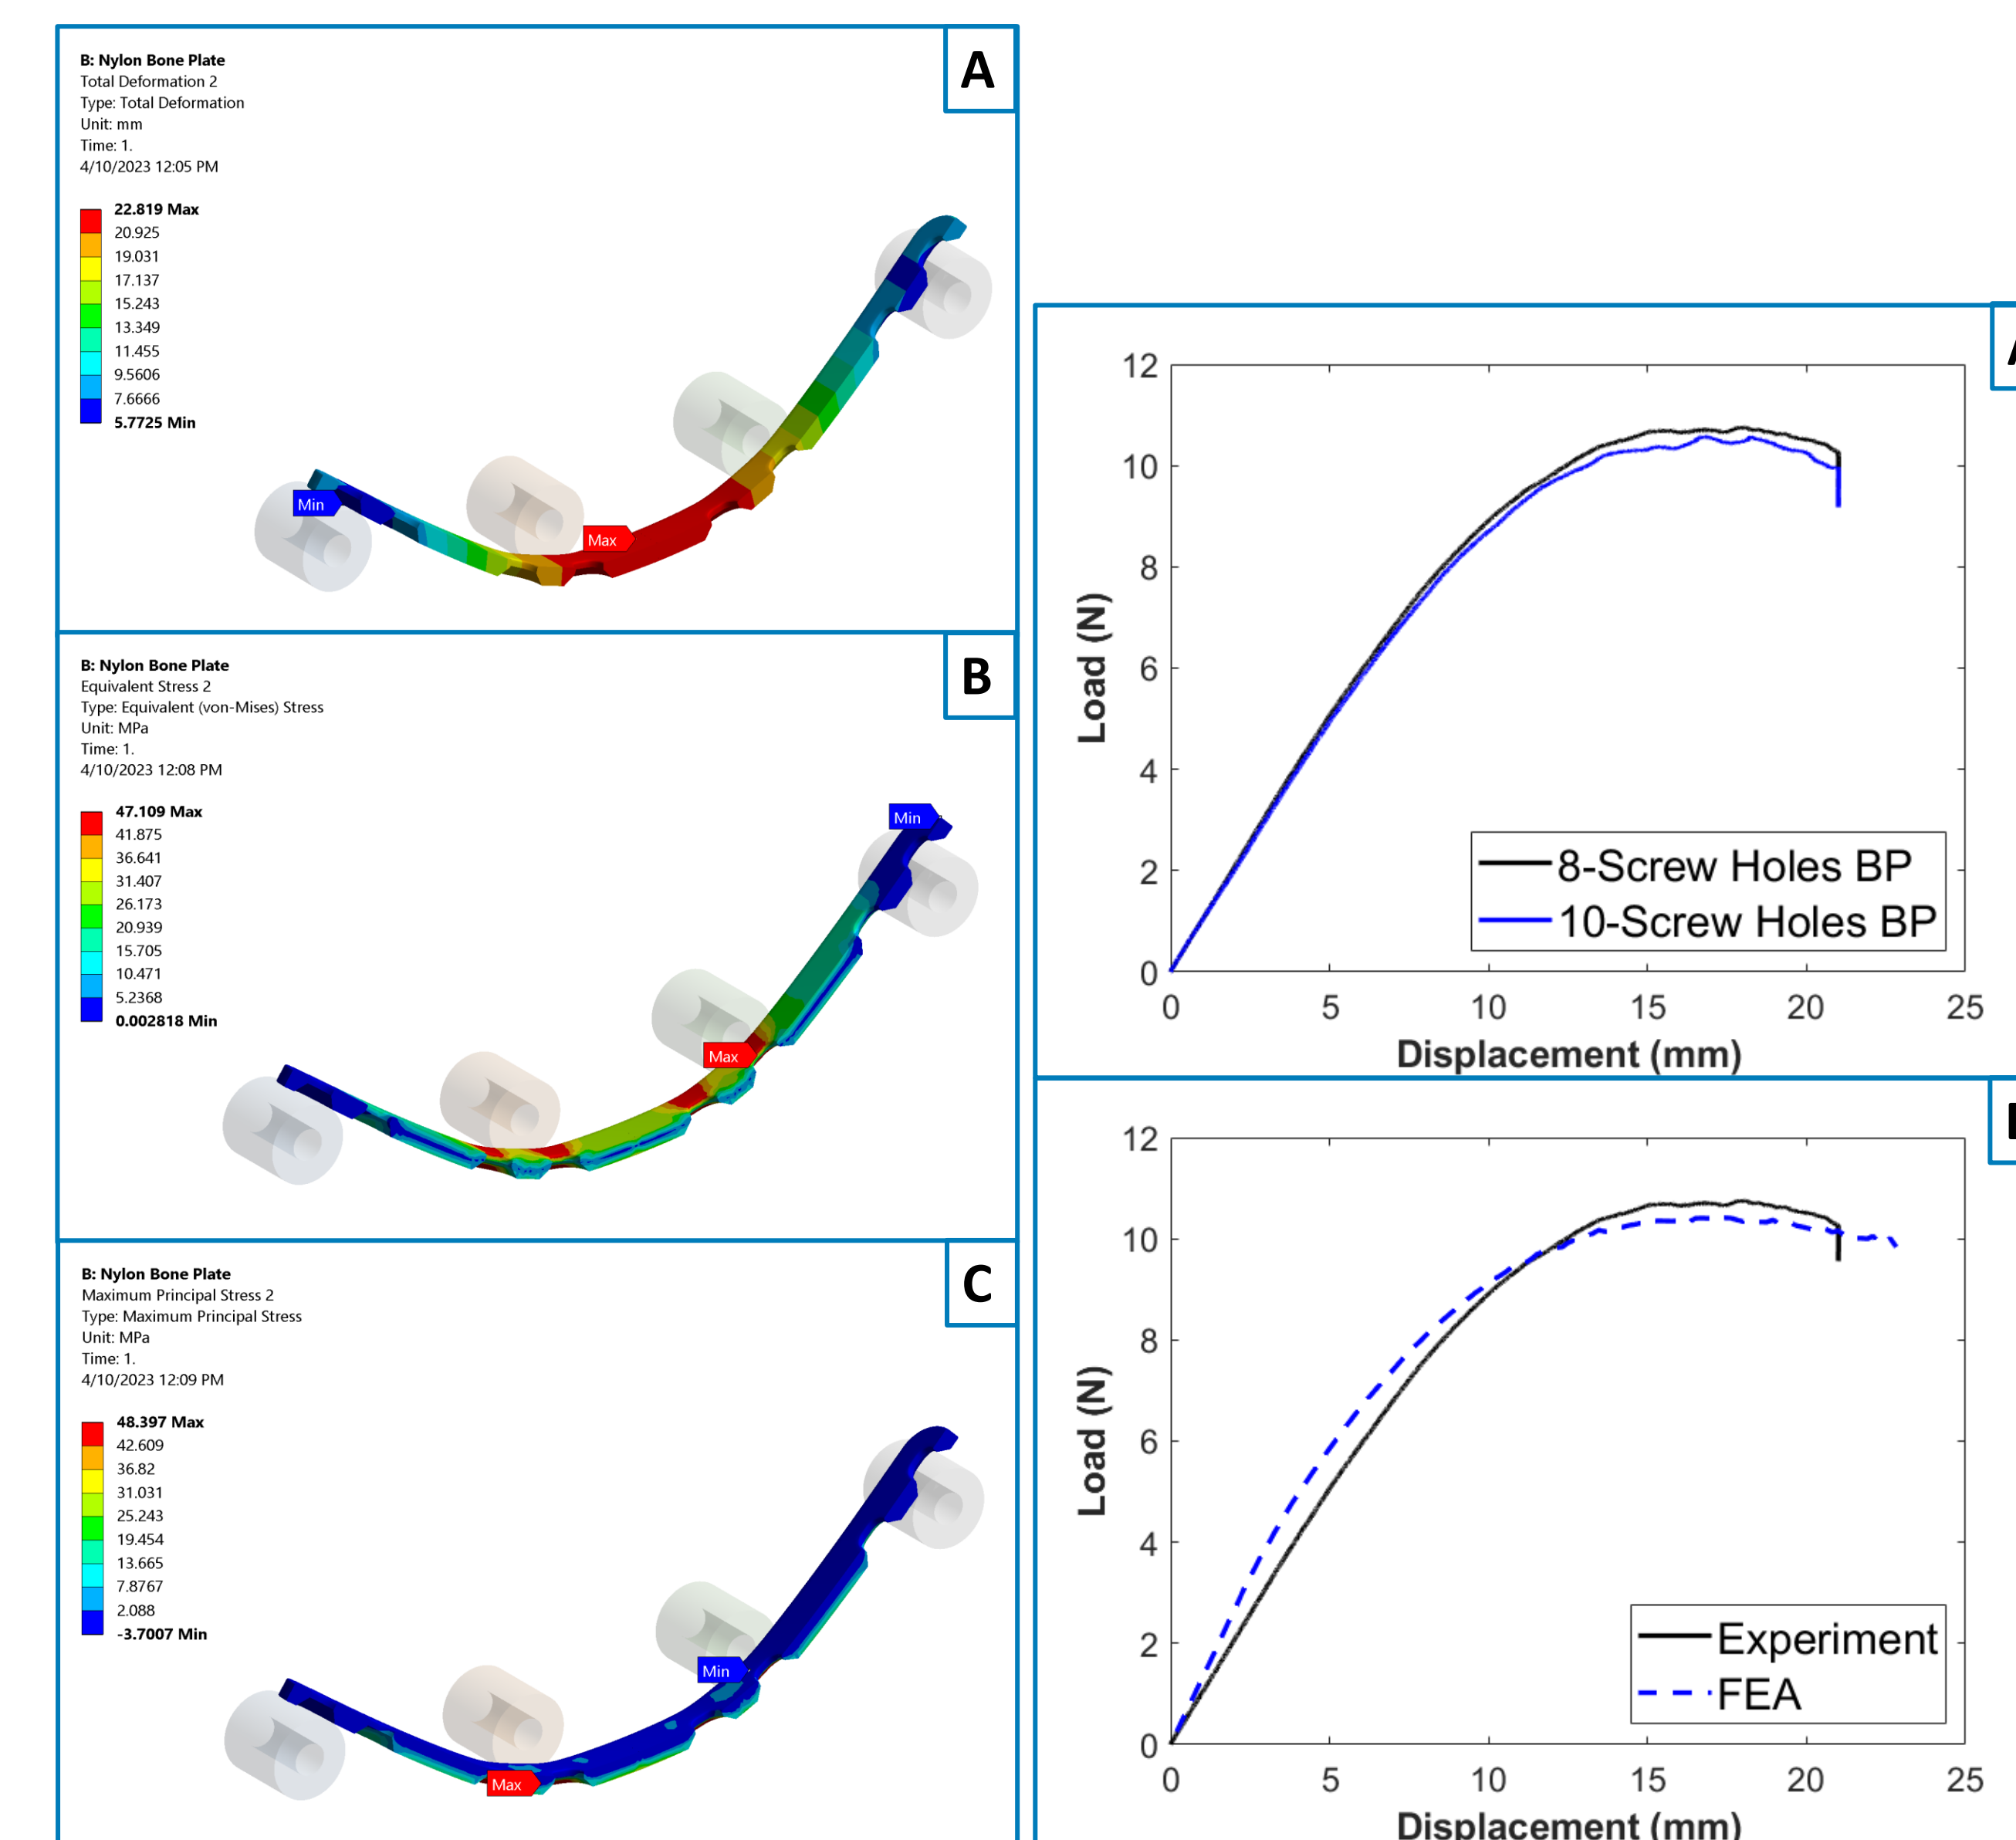 A
B: Nylon Bone Plate
Total Deformation 2
Type: Total Deformation
Unit: mm
Time: 1.
4/10/2023 12:05 PM
22.819 Max
20.925
19.031
17.137
15.243
13.349
11.455
9.5606
7.6666
5.7725 Min
Min
Max
B
B: Nylon Bone Plate
Equivalent Stress 2
Type: Equivalent (von-Mises) Stress
Unit: MPa
Time: 1.
4/10/2023 12:08 PM
47.109 Max
41.875
36.641
31.407
26.173
20.939
15.705
10.471
5.2368
0.002818 Min
Min
Max
C
B: Nylon Bone Plate
Maximum Principal Stress 2
Type: Maximum Principal Stress
Unit: MPa
Time: 1.
4/10/2023 12:09 PM
48.397 Max
42.609
36.82
31.031
25.243
19.454
13.665
7.8767
2.088
-3.7007 Min
Min
Max
12
10
8
6
4
2
0
Load (N)
8-Screw Holes BP
10-Screw Holes BP
0 5 10 15 20 25
Displacement (mm)
12
10
8
6
4
2
0
Load (N)
Experiment
FEA
0 5 10 15 20 25
Displacement (mm)